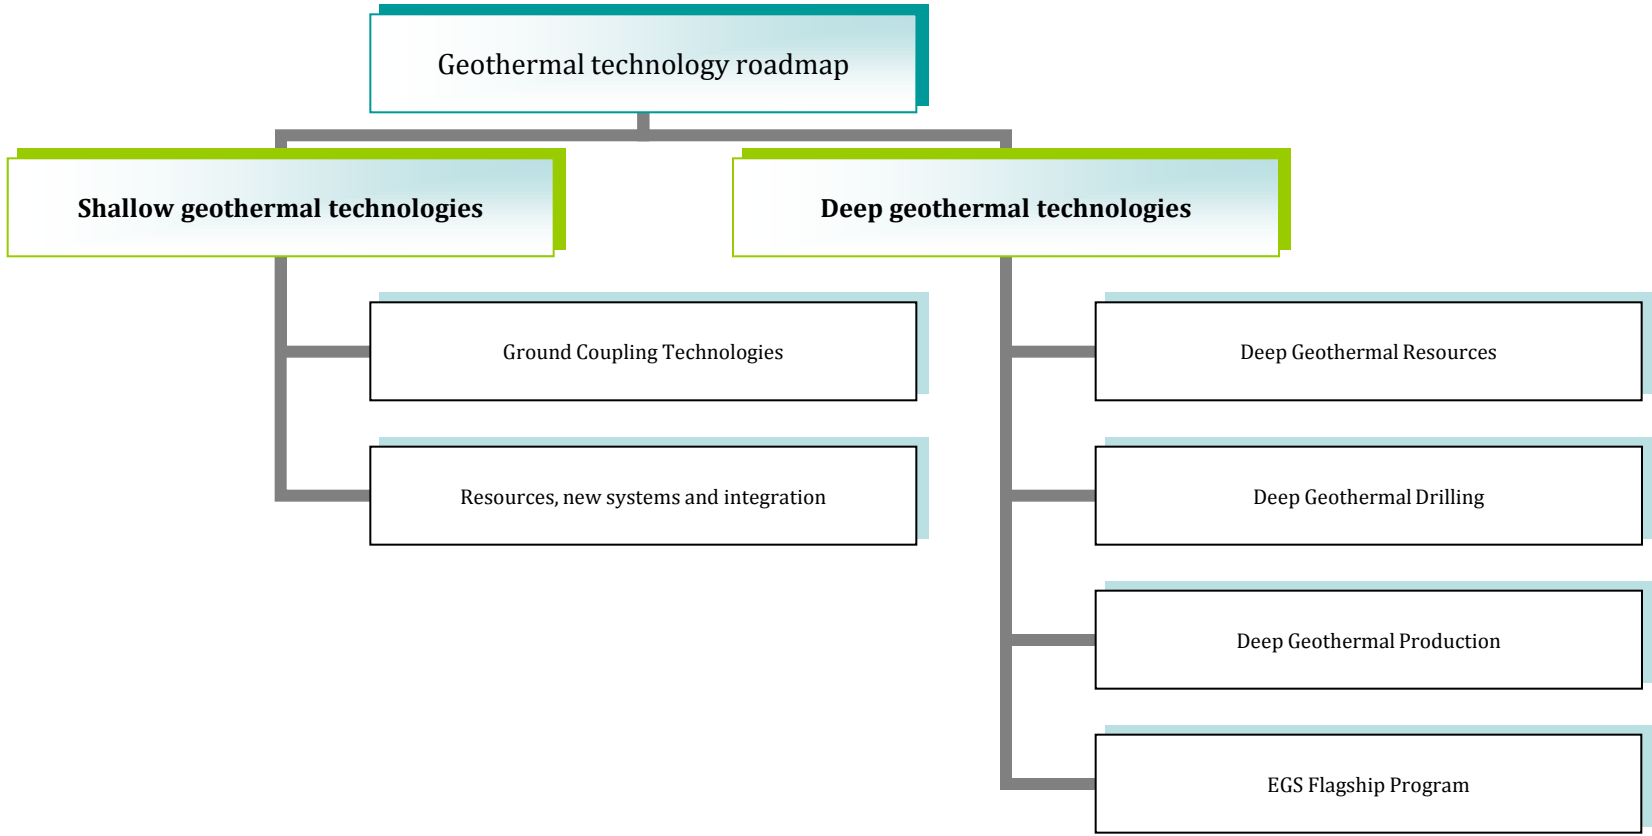 Geothermal technology roadmap
Shallow geothermal technologies
Deep geothermal technologies
Ground Coupling Technologies
Deep Geothermal Resources
Resources, new systems and integration
Deep Geothermal Drilling
Deep Geothermal Production
EGS Flagship Program